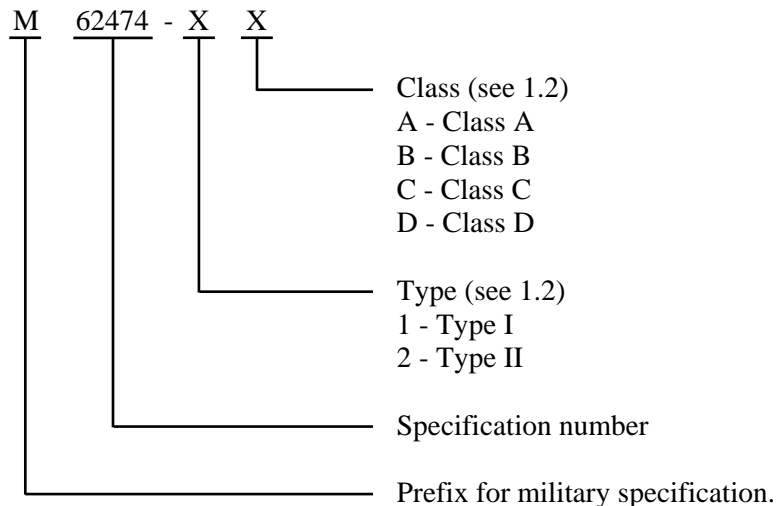 M 62474 - X X
Class (see 1.2)
A - Class A
B - Class B
C - Class C
D - Class D
Type (see 1.2)
1 - Type I
2 - Type II
Specification number
Prefix for military specification.